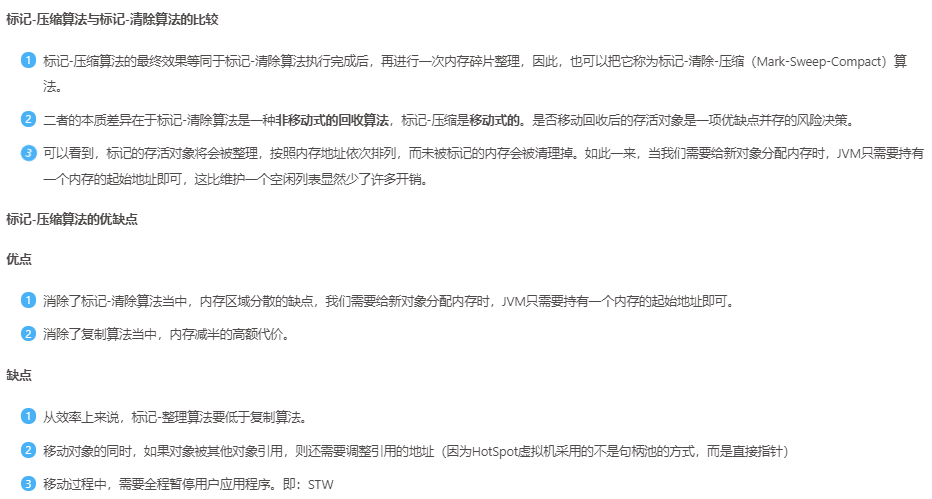 标记-压缩算法与标记-清除算法的比较
1 标记-压缩算法的最终效果等同于标记-清除算法执行完成后，再进行一次内存碎片整理，因此，也可以把它称为标记-清除-压缩（Mark-Sweep-Compact）算
法。
2 二者的本质差异在于标记-清除算法是一种非移动式的回收算法，标记-压缩是移动式的。是否移动回收后的存活对象是一项优缺点并存的风险决策。
3 可以看到，标记的存活对象将会被整理，按照内存地址依次排列，而未被标记的内存会被清理掉。如此一来，当我们需要给新对象分配内存时，JVM只需要持有
一个内存的起始地址即可，这比维护一个空闲列表显然少了许多开销。
标记-压缩算法的优缺点
优点
1 消除了标记-清除算法当中，内存区域分散的缺点，我们需要给新对象分配内存时，JVM只需要持有一个内存的起始地址即可。
2 消除了复制算法当中，内存减半的高额代价。
缺点
1 从效率上来说，标记-整理算法要低于复制算法。
2 移动对象的同时，如果对象被其他对象引用，则还需要调整引用的地址（因为HotSpot虚拟机采用的不是句柄池的方式，而是直接指针）
3 移动过程中，需要全程暂停用户应用程序。即：STW